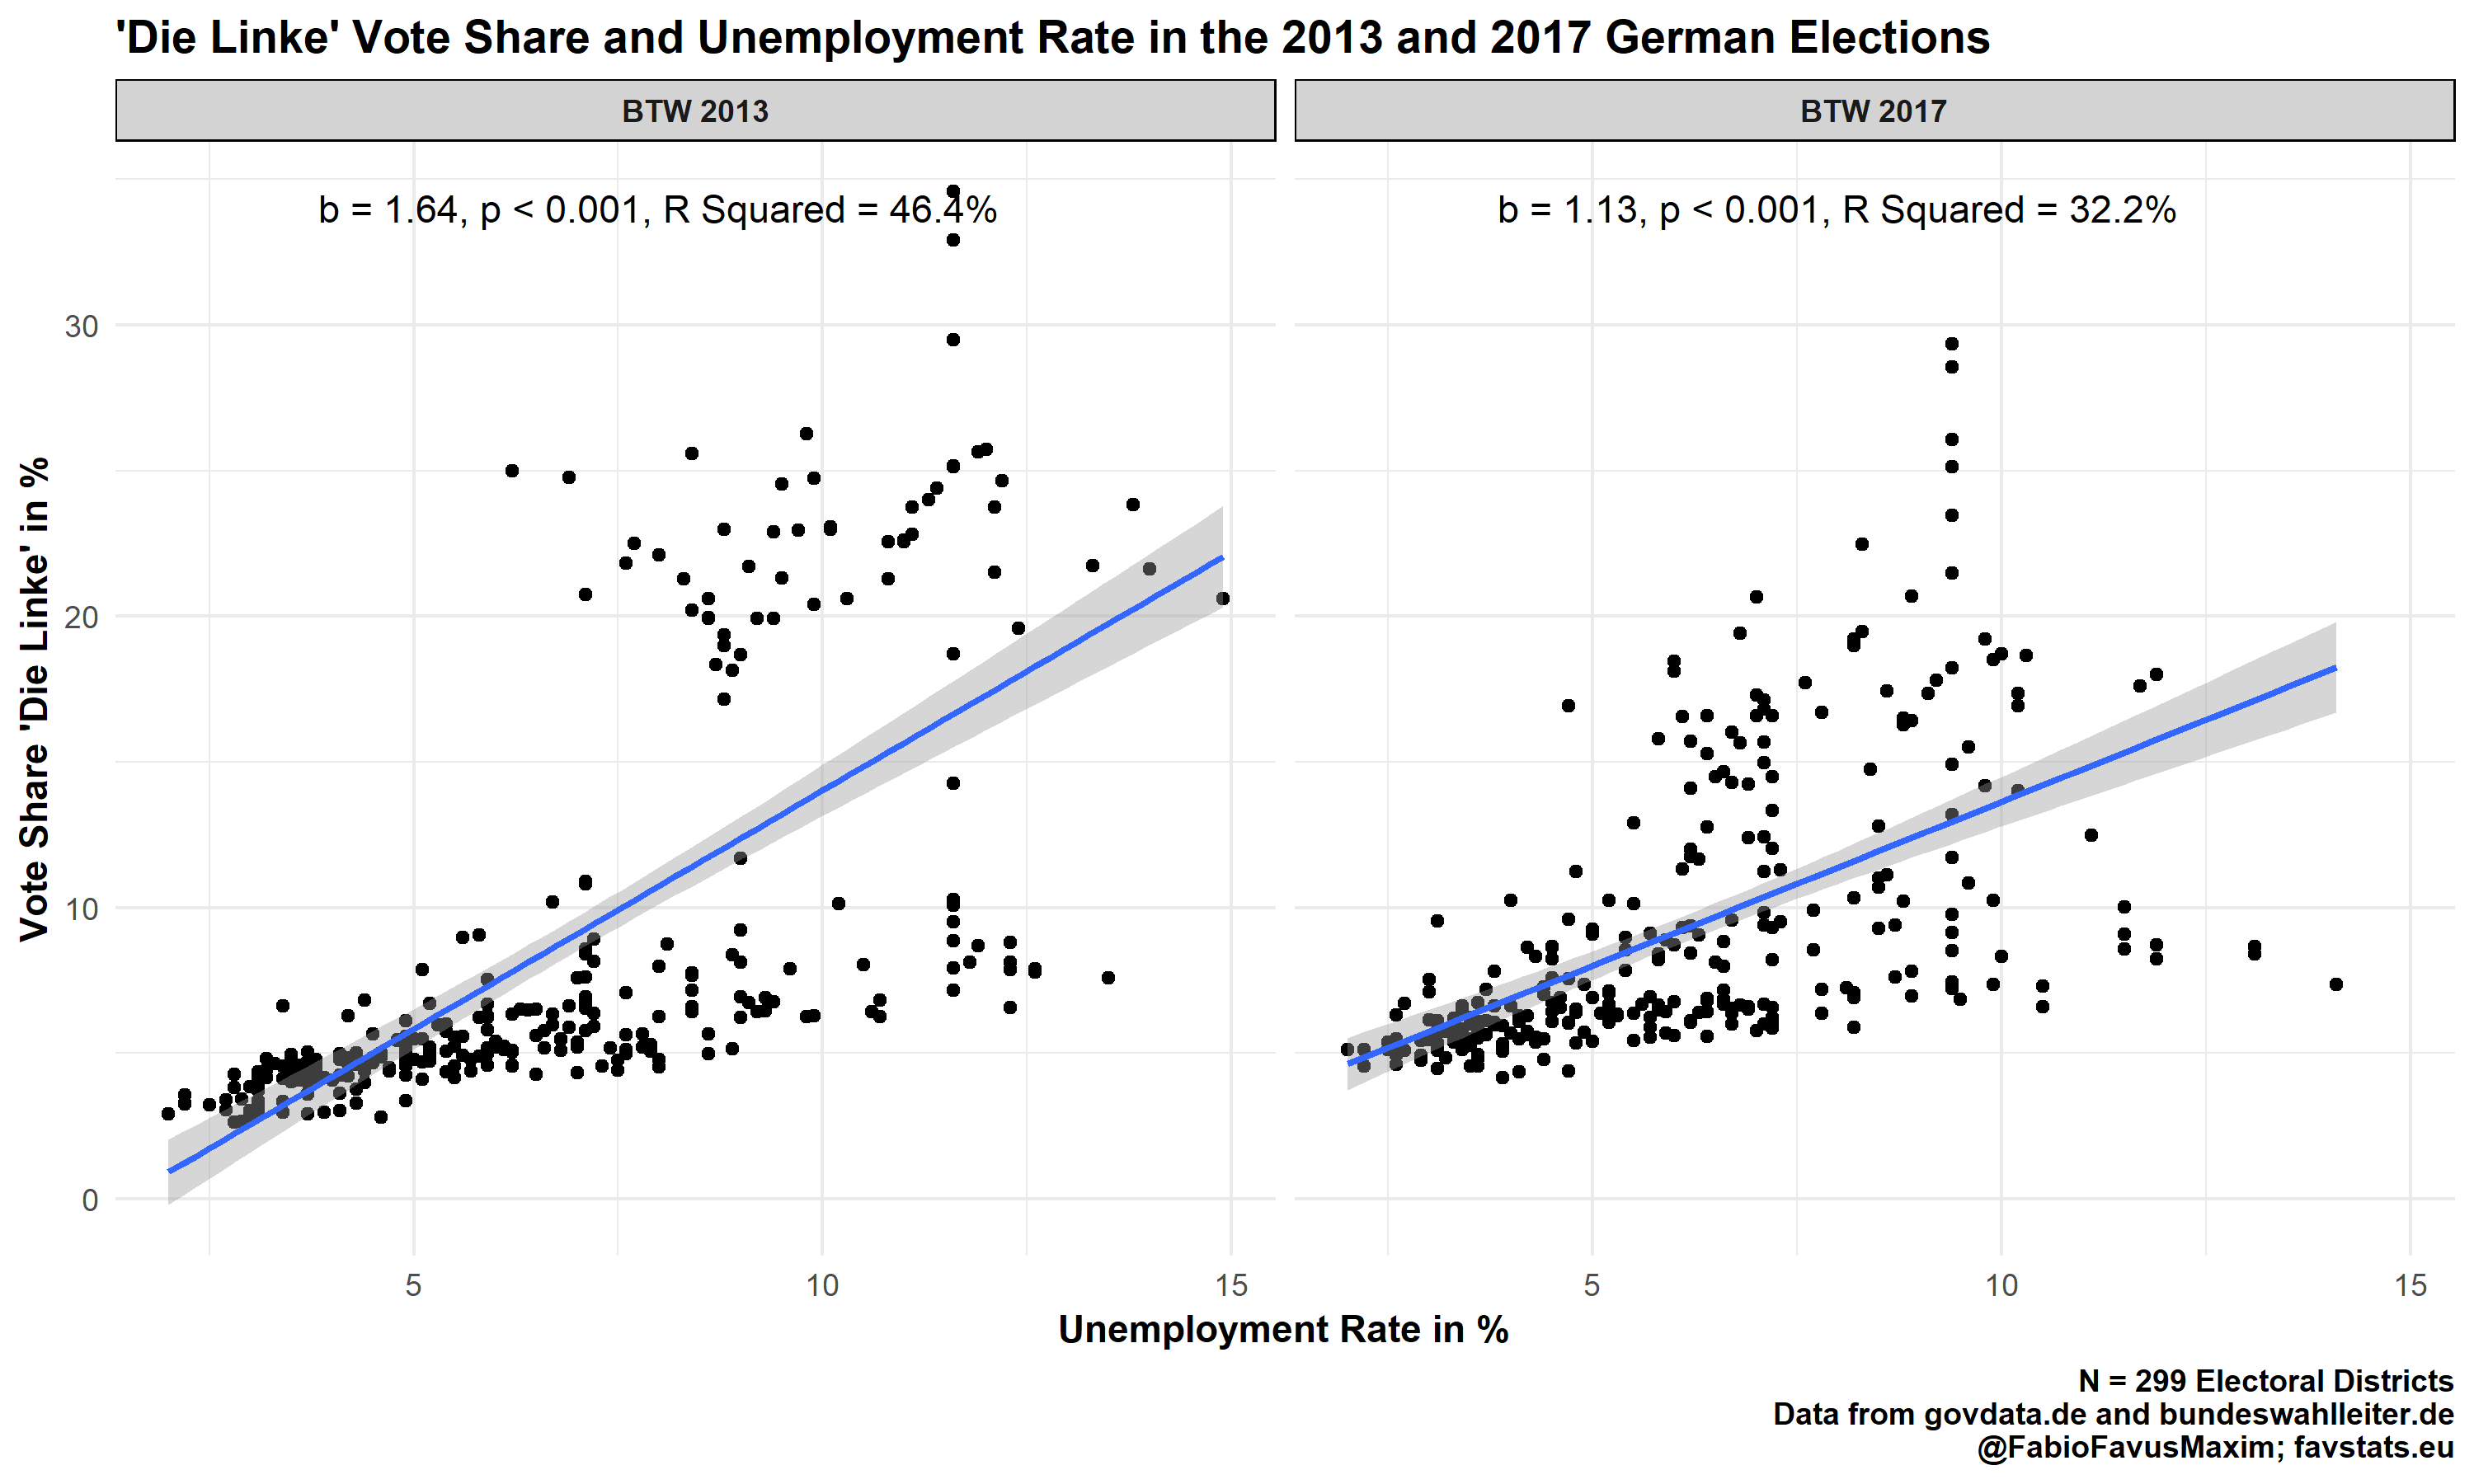 'Die Linke' Vote Share and Unemployment Rate in the 2013 and 2017 German Elections
BTW 2013
BTW 2017
b = 1.64, p < 0.001, R Squared = 46.4%
b = 1.13, p < 0.001, R Squared = 32.2%
Vote Share 'Die Linke' in %
30
20
10
0
5
10
15
5
10
15
Unemployment Rate in %
N = 299 Electoral Districts
Data from govdata.de and bundeswahlleiter.de
@FabioFavusMaxim; favstats.eu